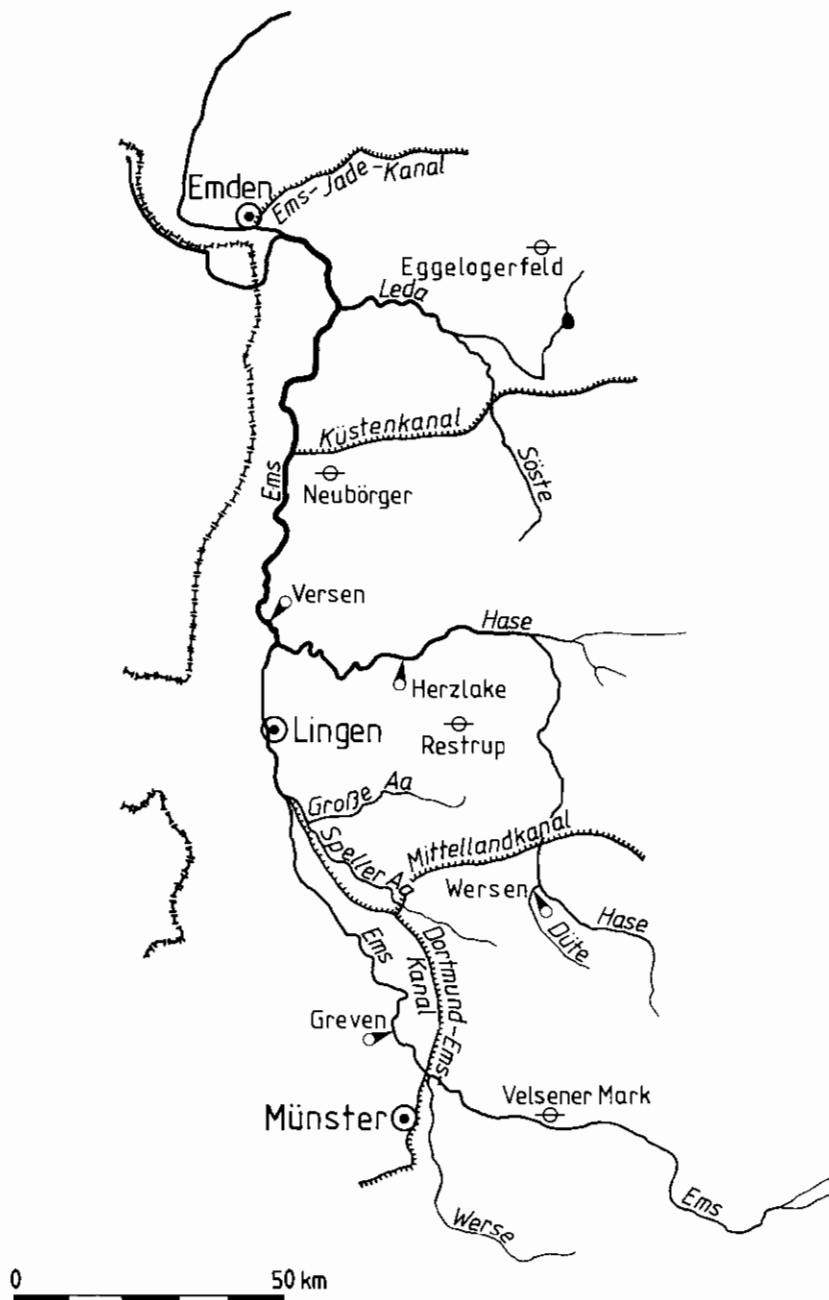 Emden
Ems-Jade-Kanal
Eggelogerfeld
Leda
Küstenkanal
Söste
Ems
Neubörger
Versen
Hase
Herzlake
Lingen
Restrup
Große Aa
Speller Aa
Mittellandkanal
Wersen
Hase
Düte
Ems
Dortmund-Ems
Kanal
Greven
Velsener Mark
Münster
Ems
Werse
0 50 km